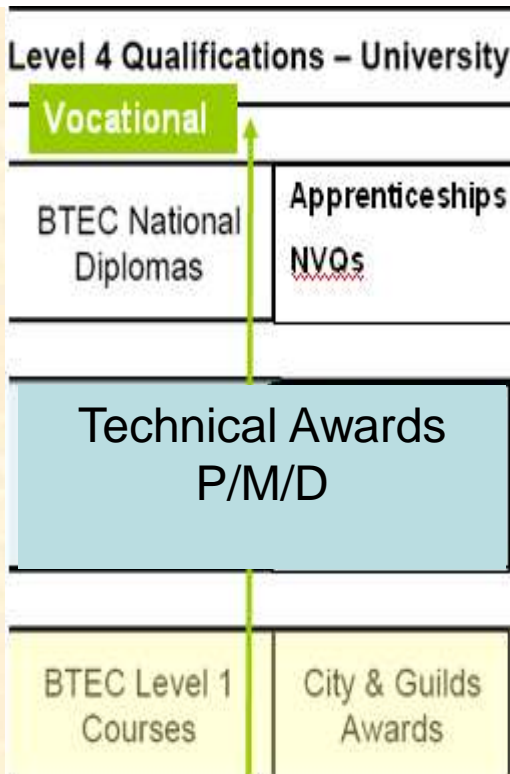 Level 4 Qualifications – University
Vocational
BTEC National
Diplomas
Apprenticeships
NVQs
Technical Awards
P/M/D
BTEC Level 1
Courses
City & Guilds
Awards